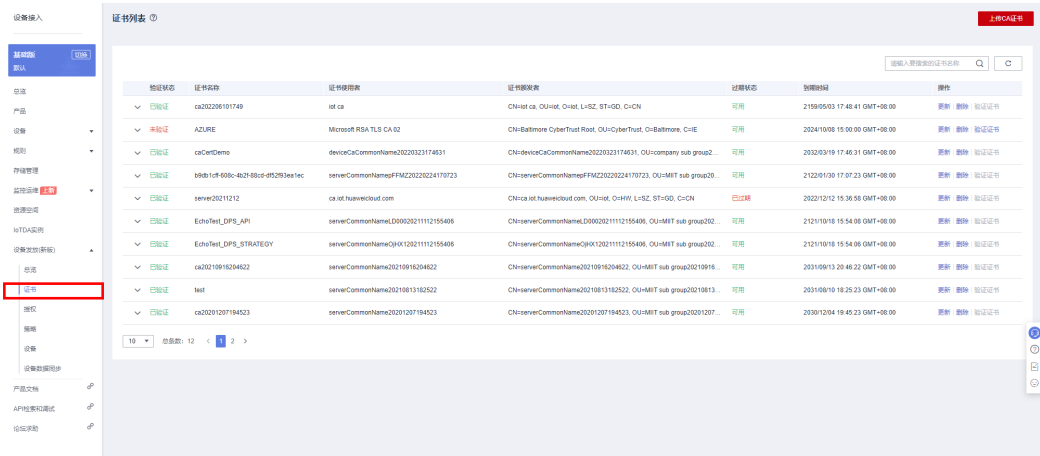 设备接入
基础版 切换
默认
总览
产品
设备
规则
存储管理
监控运维 上新
资源空间
IoTDA实例
设备发放(新版)
总览
证书
授权
策略
设备
设备数据同步
产品文档
API检索和调试
论坛求助
证书列表
上传CA证书
请输入要搜索的证书名称
验证状态 证书名称 证书使用者 证书颁发者 过期状态 到期时间 操作
已验证 ca202206101749 iot ca CN=iot ca, OU=iot, O=iot, L=SZ, ST=GD, C=CN 可用 2159/05/03 17:48:41 GMT+08:00 更新 删除 验证证书
未验证 AZURE Microsoft RSA TLS CA 02 CN=Baltimore CyberTrust Root, OU=CyberTrust, O=Baltimore, C=IE 可用 2024/10/08 15:00:00 GMT+08:00 更新 删除 验证证书
已验证 caCertDemo deviceCaCommonName20220323174631 CN=deviceCaCommonName20220323174631, OU=company sub group2... 可用 2032/03/19 17:46:31 GMT+08:00 更新 删除 验证证书
已验证 b9db1cff-608c-4b2f-88cd-df52f93ea1ec serverCommonNamepFFMZ20220224170723 CN=serverCommonNamepFFMZ20220224170723, OU=MIIT sub group20... 可用 2122/01/30 17:07:23 GMT+08:00 更新 删除 验证证书
已验证 server20211212 ca.iot.huaweicloud.com CN=ca.iot.huaweicloud.com, OU=iot, O=HW, L=SZ, ST=GD, C=CN 已过期 2022/12/12 15:36:58 GMT+08:00 更新 删除 验证证书
已验证 EchoTest_DPS_API serverCommonNameLD00020211112155406 CN=serverCommonNameLD00020211112155406, OU=MIIT sub group202... 可用 2121/10/18 15:54:08 GMT+08:00 更新 删除 验证证书
已验证 EchoTest_DPS_STRATEGY serverCommonNameOjHX120211112155406 CN=serverCommonNameOjHX120211112155406, OU=MIIT sub group202... 可用 2121/10/18 15:54:06 GMT+08:00 更新 删除 验证证书
已验证 ca20210916204622 serverCommonName20210916204622 CN=serverCommonName20210916204622, OU=MIIT sub group20210916... 可用 2031/09/13 20:46:22 GMT+08:00 更新 删除 验证证书
已验证 test serverCommonName20210813182522 CN=serverCommonName20210813182522, OU=MIIT sub group20210813... 可用 2031/08/10 18:25:23 GMT+08:00 更新 删除 验证证书
已验证 ca20201207194523 serverCommonName20201207194523 CN=serverCommonName20201207194523, OU=MIIT sub group20201207... 可用 2030/12/04 19:45:23 GMT+08:00 更新 删除 验证证书
10 总条数: 12 < 1 2 >